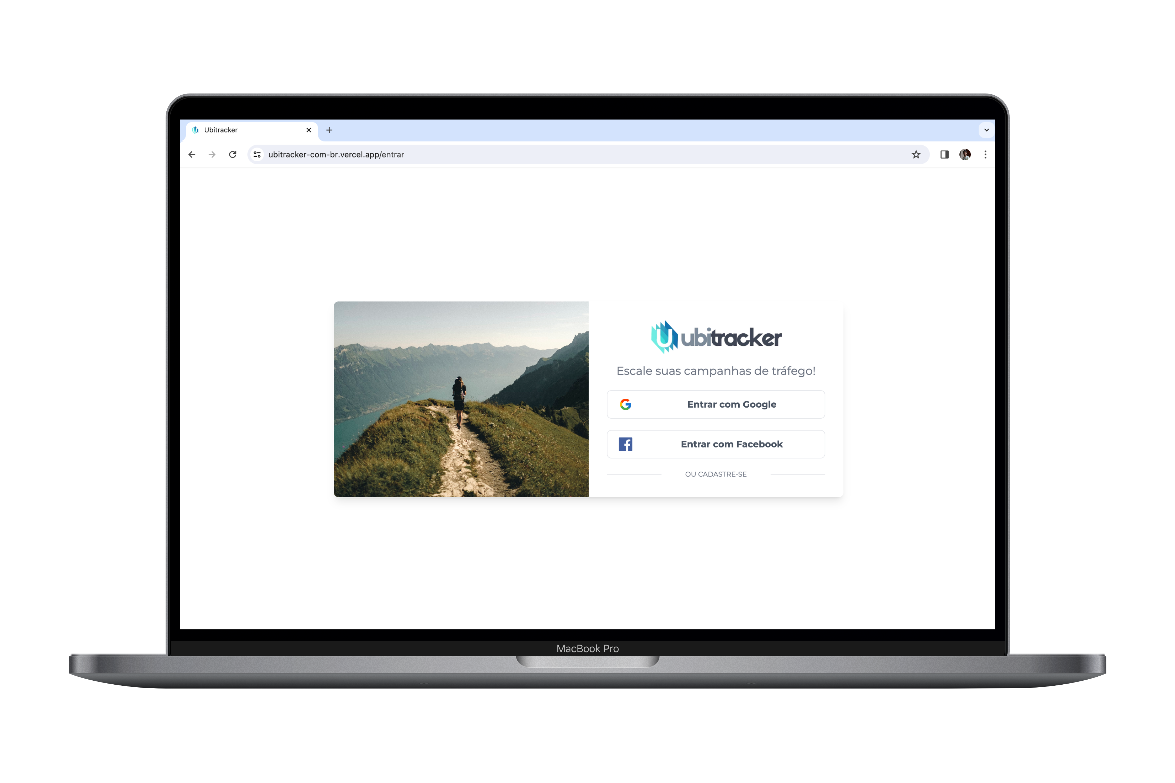 Ubitracker
ubitracker-com-br.vercel.app/entrar
ubitracker
Escale suas campanhas de tráfego!
Entrar com Google
Entrar com Facebook
OU CADASTRE-SE
MacBook Pro